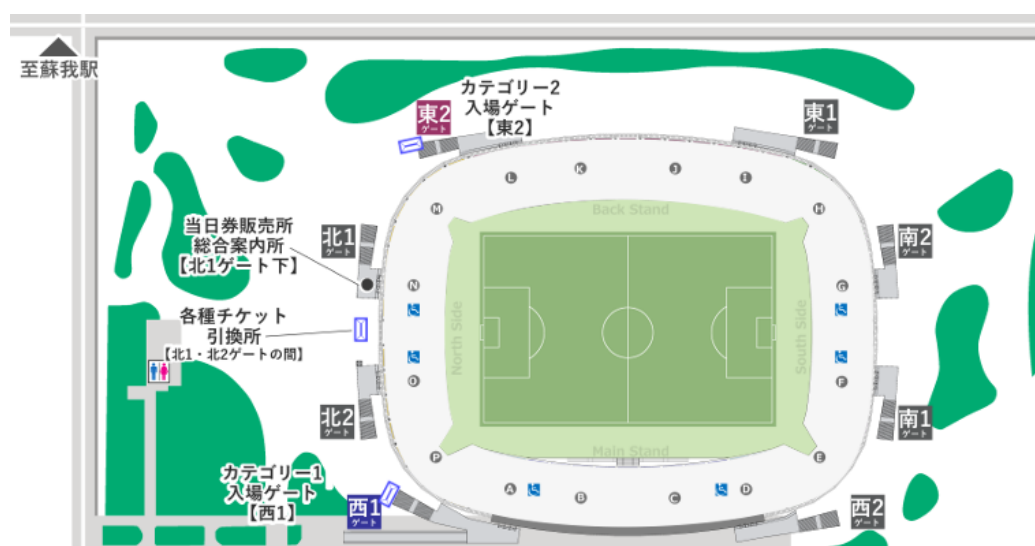 至蘇我駅
カテゴリー2
入場ゲート
【東2】
東2
ゲート
東1
ゲート
L
K
J
I
M
Back Stand
H
当日券販売所
総合案内所
【北1ゲート下】
北1
ゲート
南2
ゲート
N
G
各種チケット
引換所
【北1・北2ゲートの間】
North Side
South Side
O
F
北2
ゲート
南1
ゲート
P
Main Stand
E
カテゴリー1
入場ゲート
【西1】
西1
ゲート
A
B
C
D
西2
ゲート